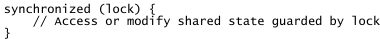 synchronized (lock) {
    // Access or modify shared state guarded by lock
}